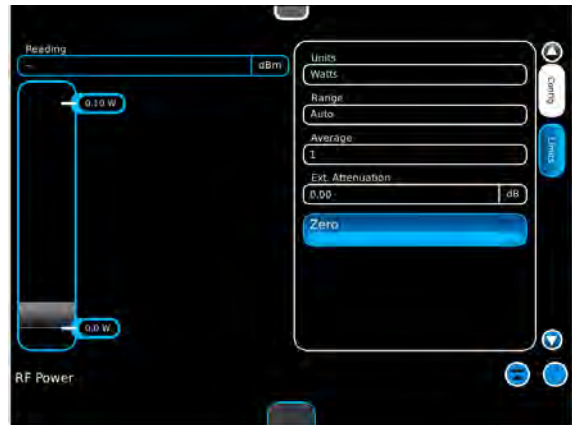 Reading
-- dBm
0.10 W
0.0 W
RF Power
Units
Watts
Range
Auto
Average
1
Ext. Attenuation
0.00 dB
Zero
Config
Limits